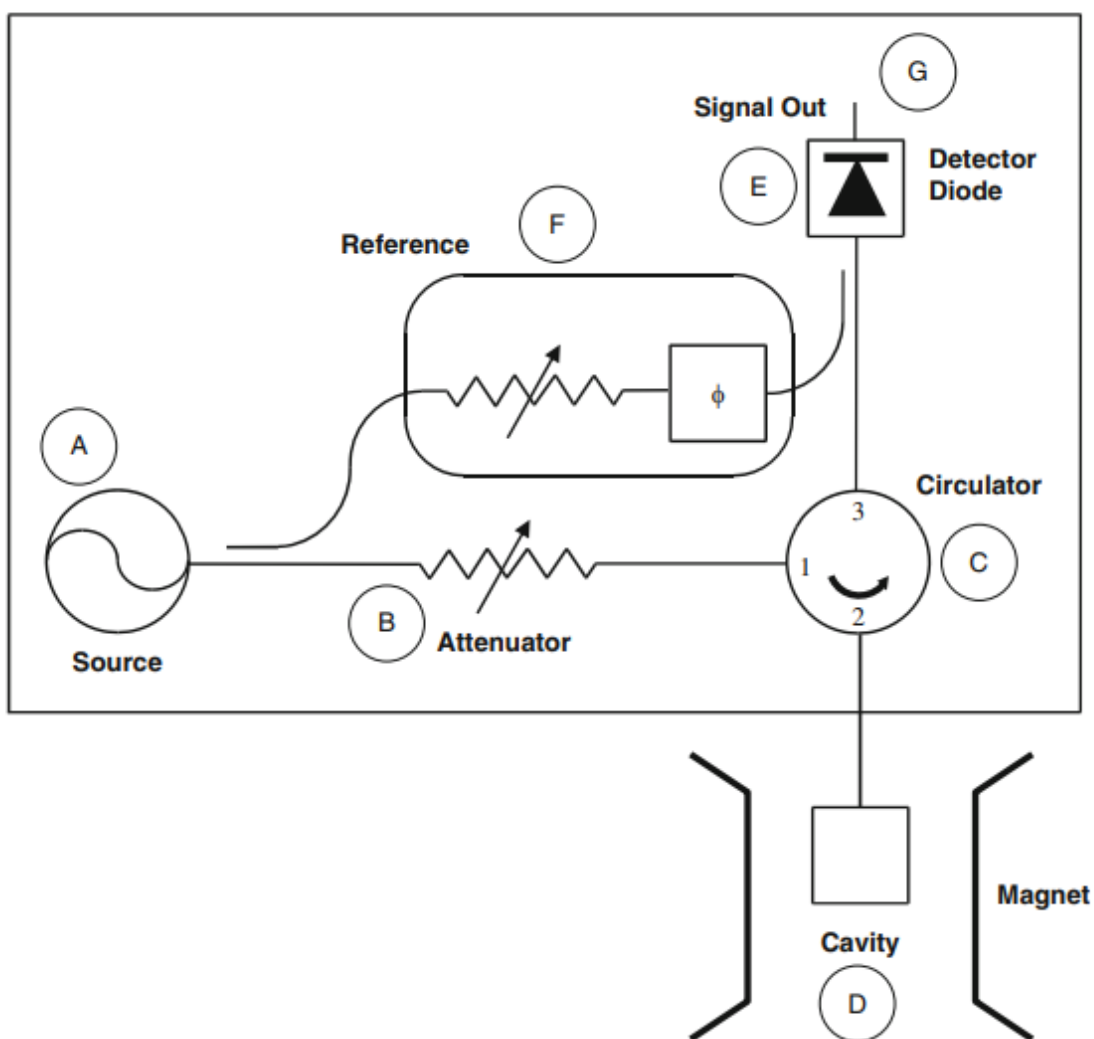 G
Signal Out
Detector
Diode
E
F
Reference
ϕ
A
Circulator
3
C
1
2
B
Attenuator
Source
Magnet
Cavity
D